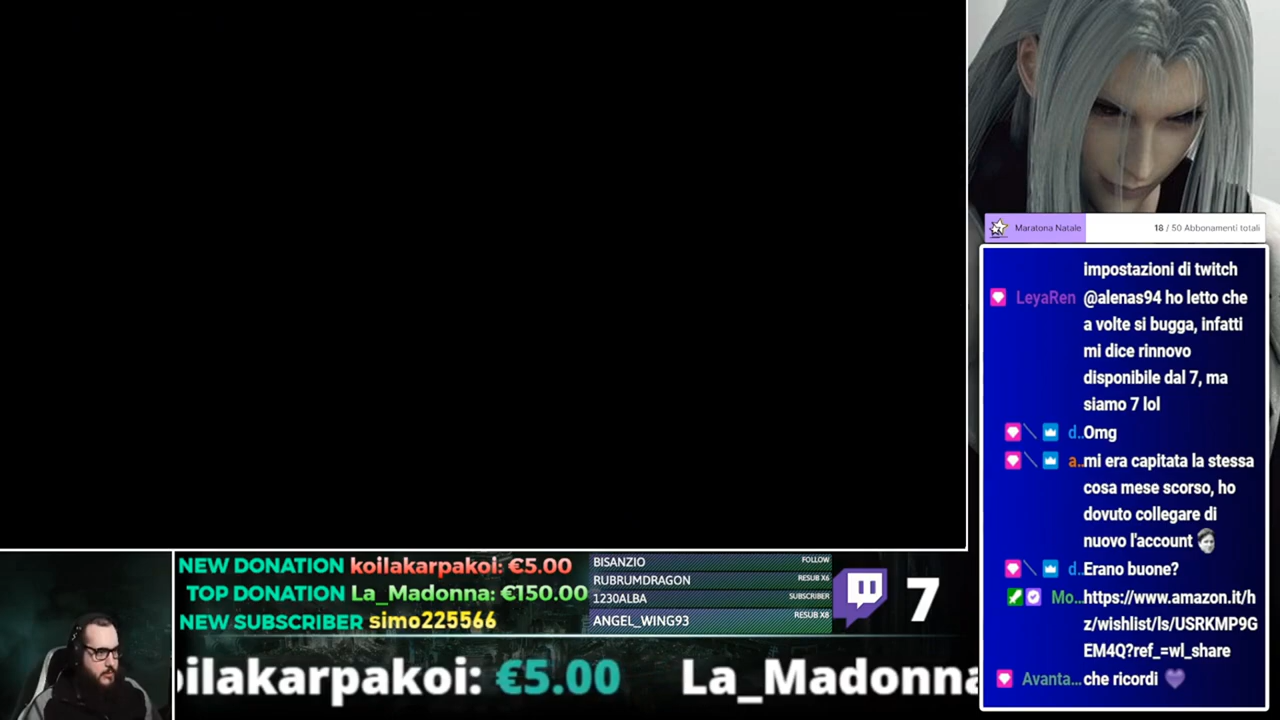 Maratona Natale
18 / 50 Abbonamenti totali
impostazioni di twitch
LeyaRen @alenas94 ho letto che
a volte si bugga, infatti
mi dice rinnovo
disponibile dal 7, ma
siamo 7 lol
d..Omg
a..mi era capitata la stessa
cosa mese scorso, ho
dovuto collegare di
nuovo l'account
d..Erano buone?
Mo...https://www.amazon.it/h
z/wishlist/ls/USRKMP9G
EM4Q?ref_=wl_share
Avanta...che ricordi 💜
NEW DONATION koilakarpakoi: €5.00
TOP DONATION La_Madonna: €150.00
NEW SUBSCRIBER simo225566
BISANZIO FOLLOW
RUBRUMDRAGON RESUB X6
1230ALBA SUBSCRIBER
ANGEL_WING93 RESUB X8
7
oilakarpakoi: €5.00 La_Madonna